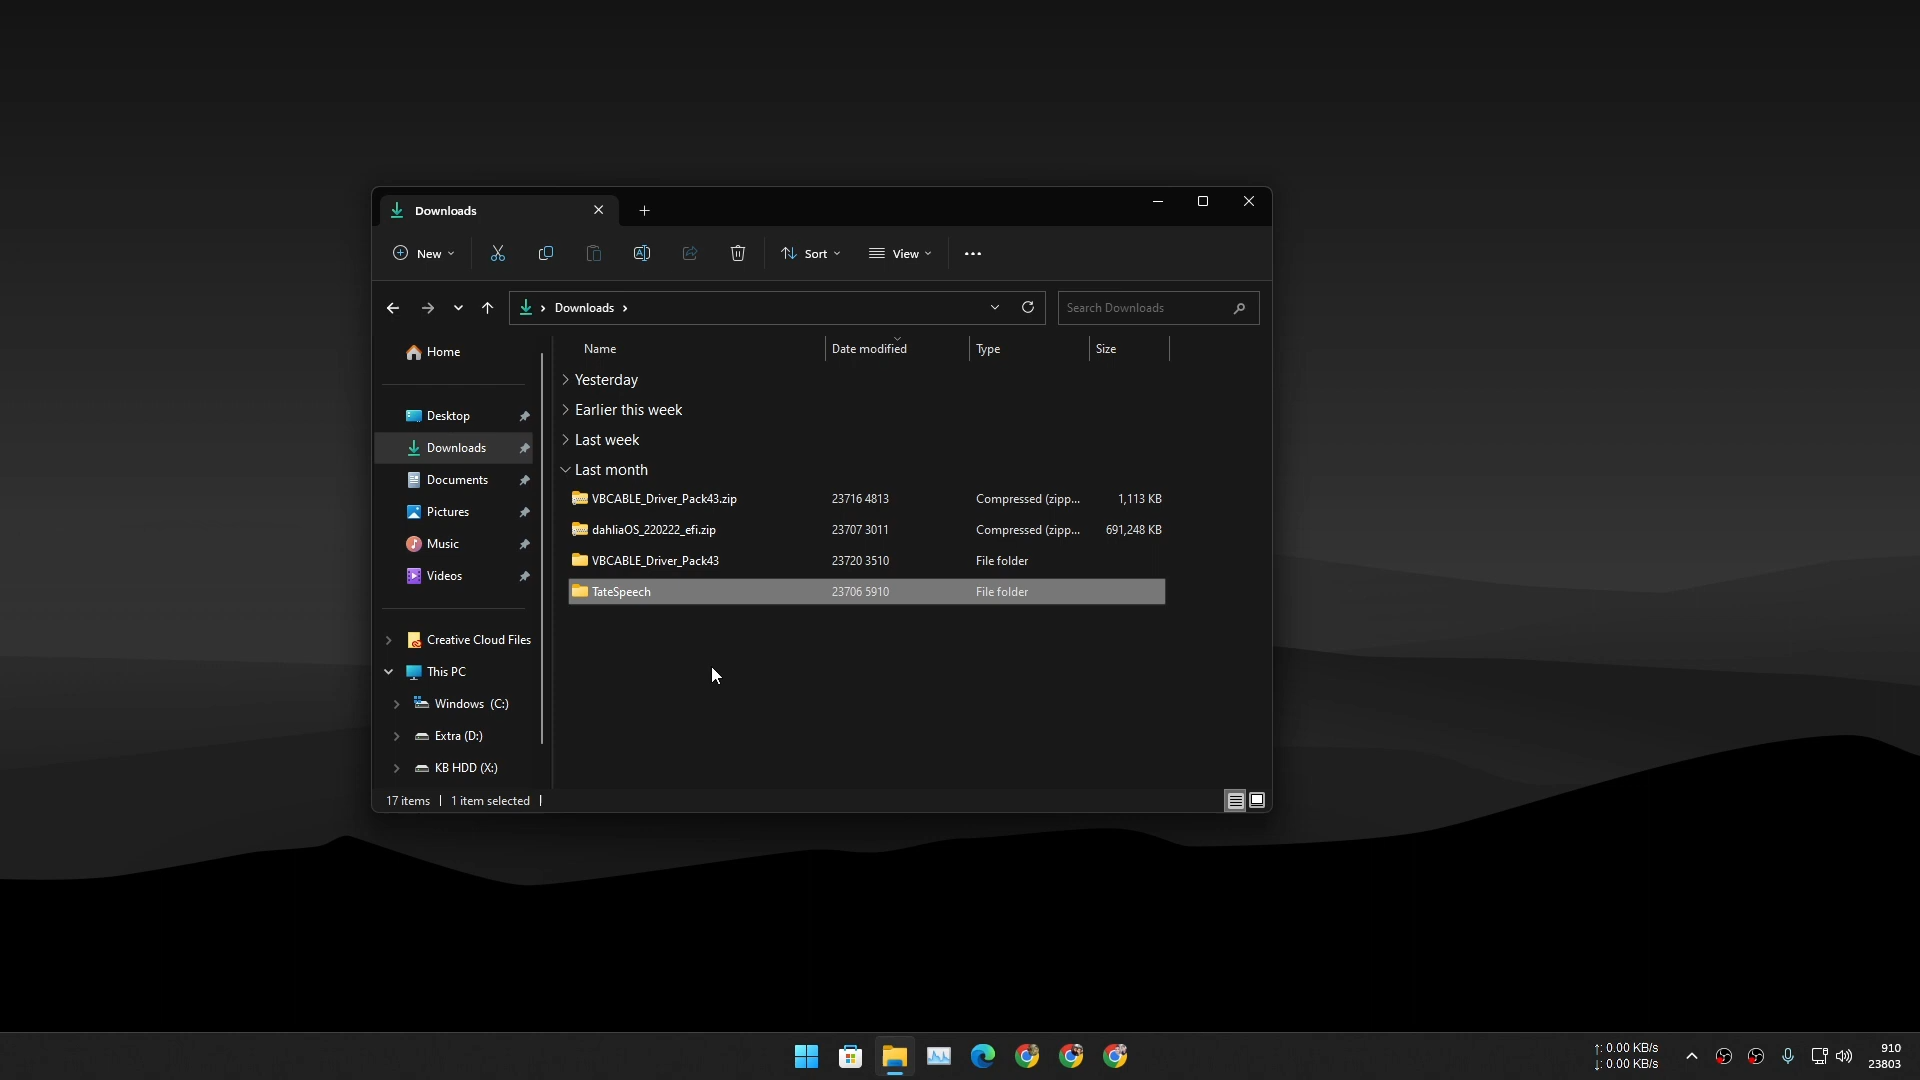 Downloads
New
Sort
View
Downloads
Search Downloads
Home
Desktop
Downloads
Documents
Pictures
Music
Videos
Creative Cloud Files
This PC
Windows (C:)
Extra (D:)
KB HDD (X:)
Name Date modified Type Size
Yesterday
Earlier this week
Last week
Last month
VBCABLE_Driver_Pack43.zip 23716 4813 Compressed (zipp... 1,113 KB
dahliaOS_220222_efi.zip 23707 3011 Compressed (zipp... 691,248 KB
VBCABLE_Driver_Pack43 23720 3510 File folder
TateSpeech 23706 5910 File folder
17 items 1 item selected
↑: 0.00 KB/s
↓: 0.00 KB/s
910
23803